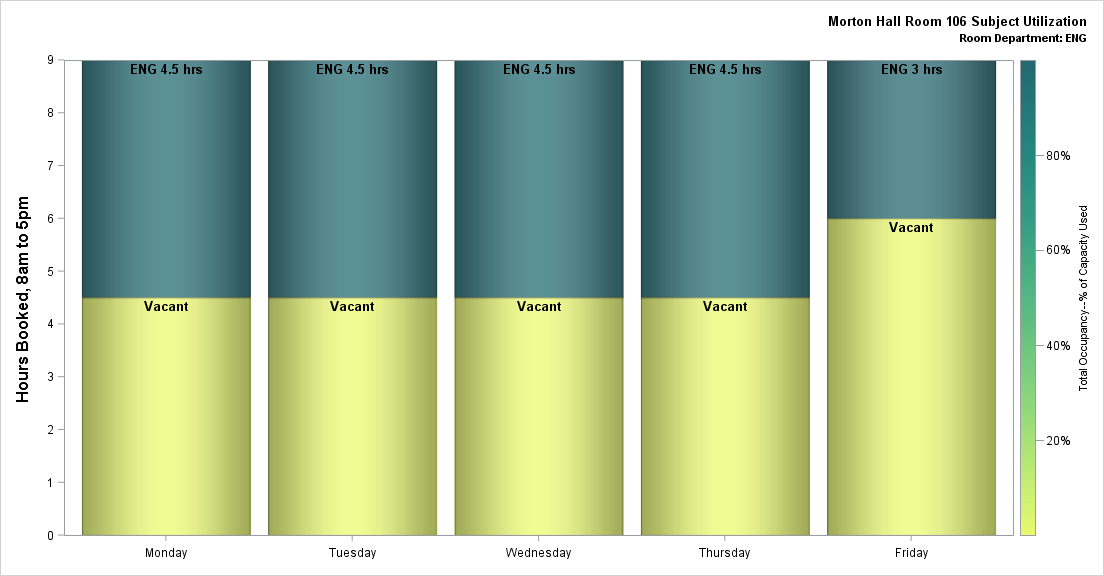 Morton Hall Room 106 Subject Utilization
Room Department: ENG
Hours Booked, 8am to 5pm
9
8
7
6
5
4
3
2
1
0
ENG 4.5 hrs
ENG 4.5 hrs
ENG 4.5 hrs
ENG 4.5 hrs
ENG 3 hrs
Vacant
Vacant
Vacant
Vacant
Vacant
Monday
Tuesday
Wednesday
Thursday
Friday
80%
60%
40%
20%
Total Occupancy--% of Capacity Used